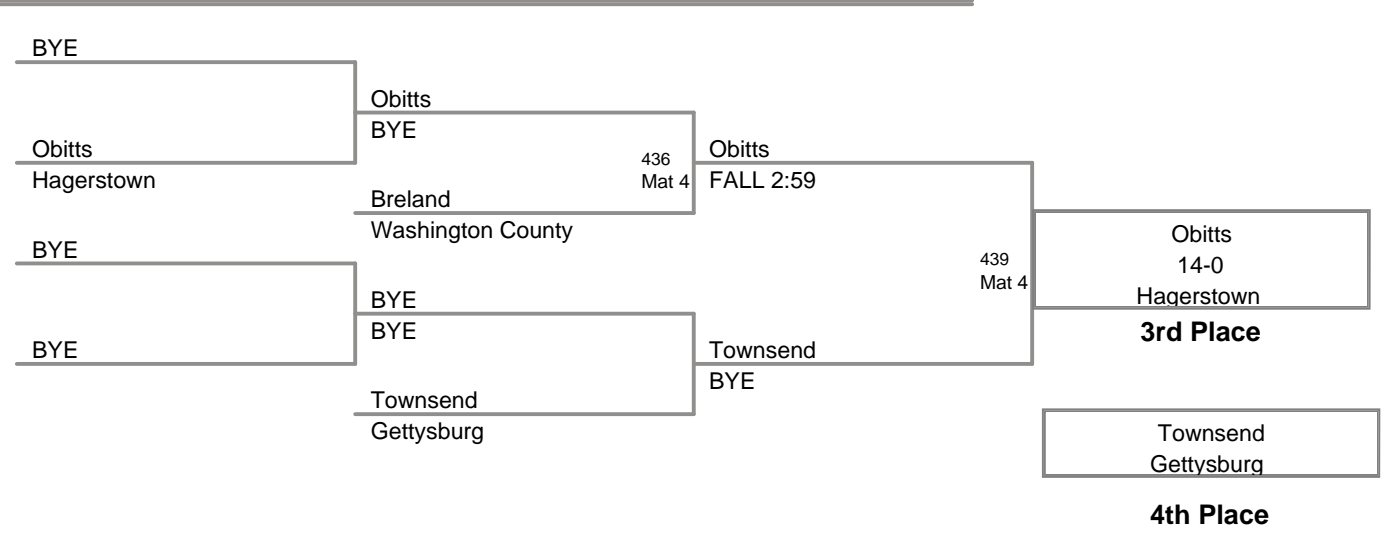 BYE
Obitts
Hagerstown
BYE
BYE
Obitts
BYE
Breland
Washington County
BYE
BYE
Townsend
Gettysburg
436
Mat 4
Obitts
FALL 2:59
Townsend
BYE
439
Mat 4
Obitts
14-0
Hagerstown
3rd Place
Townsend
Gettysburg
4th Place